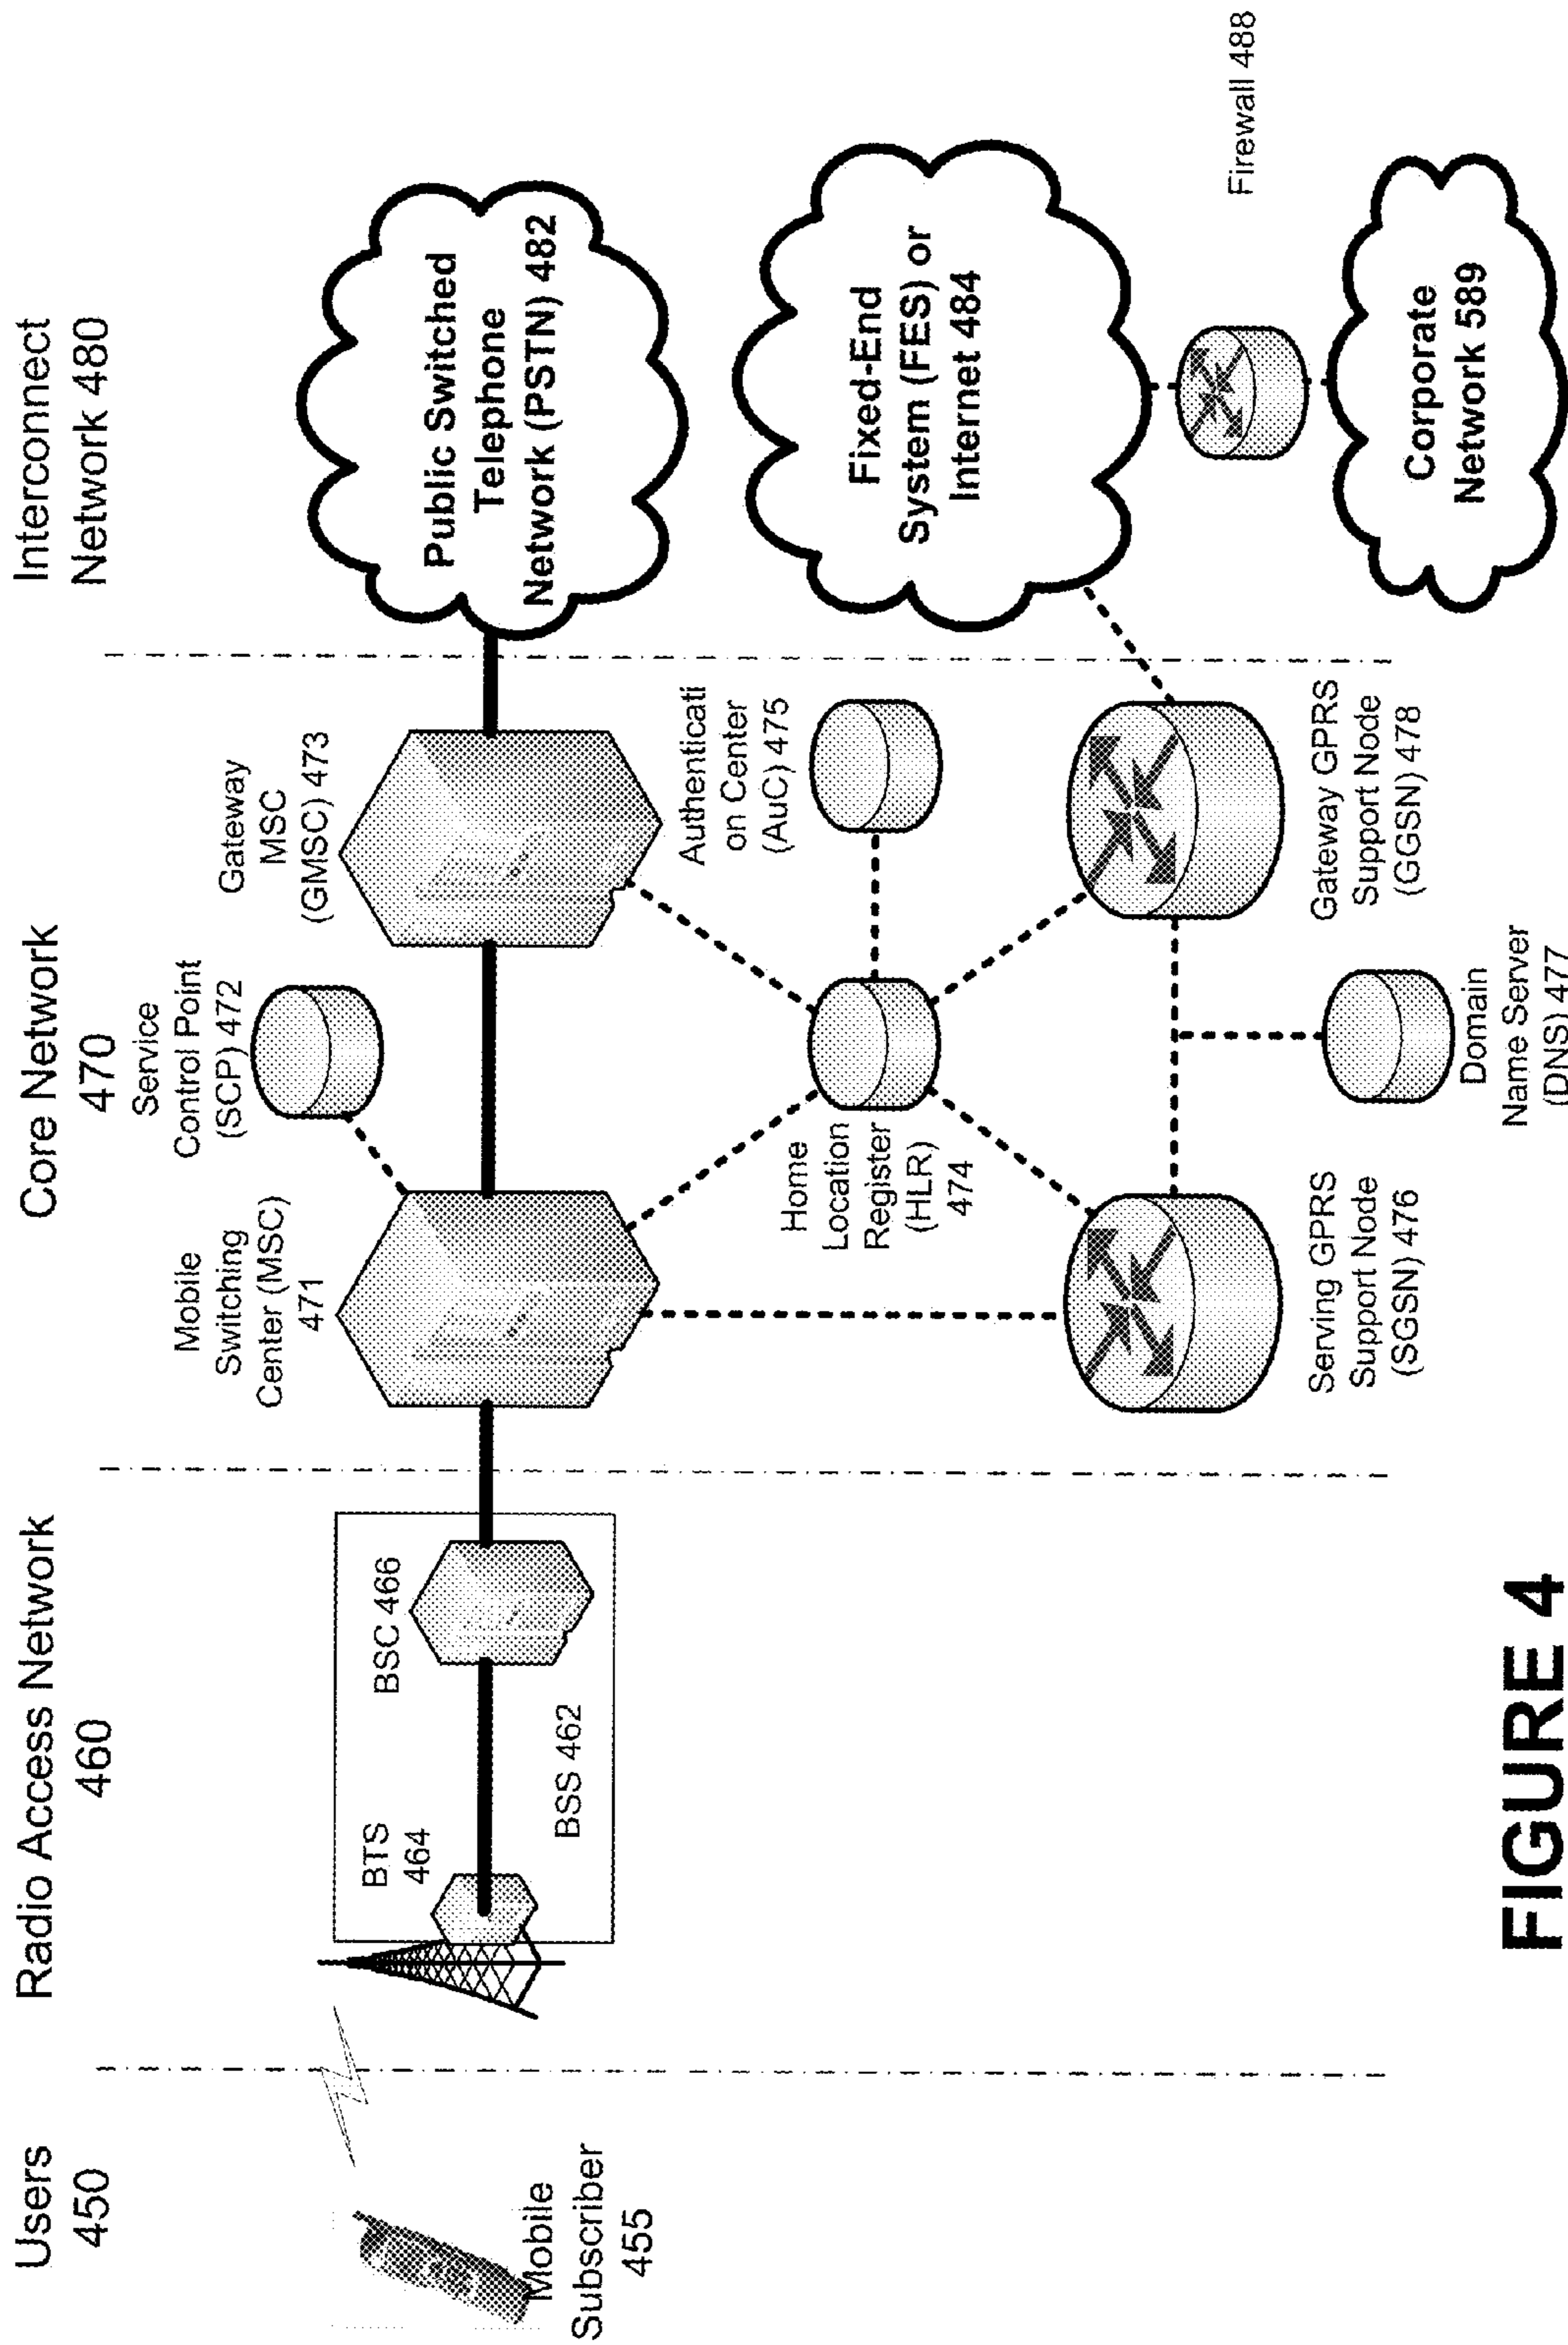 Users
450
Radio Access Network
460
Core Network
470
Interconnect
Network 480
Mobile
Subscriber
455
BTS
464
BSC 466
BSS 462
Mobile
Switching
Center (MSC)
471
Service
Control Point
(SCP) 472
Gateway
MSC
(GMSC) 473
Public Switched
Telephone
Network (PSTN) 482
Home
Location
Register
(HLR)
474
Authenticati
on Center
(AuC) 475
Fixed-End
System (FES) or
Internet 484
Serving GPRS
Support Node
(SGSN) 476
Gateway GPRS
Support Node
(GGSN) 478
Firewall 488
Domain
Name Server
(DNS) 477
Corporate
Network 589
FIGURE 4